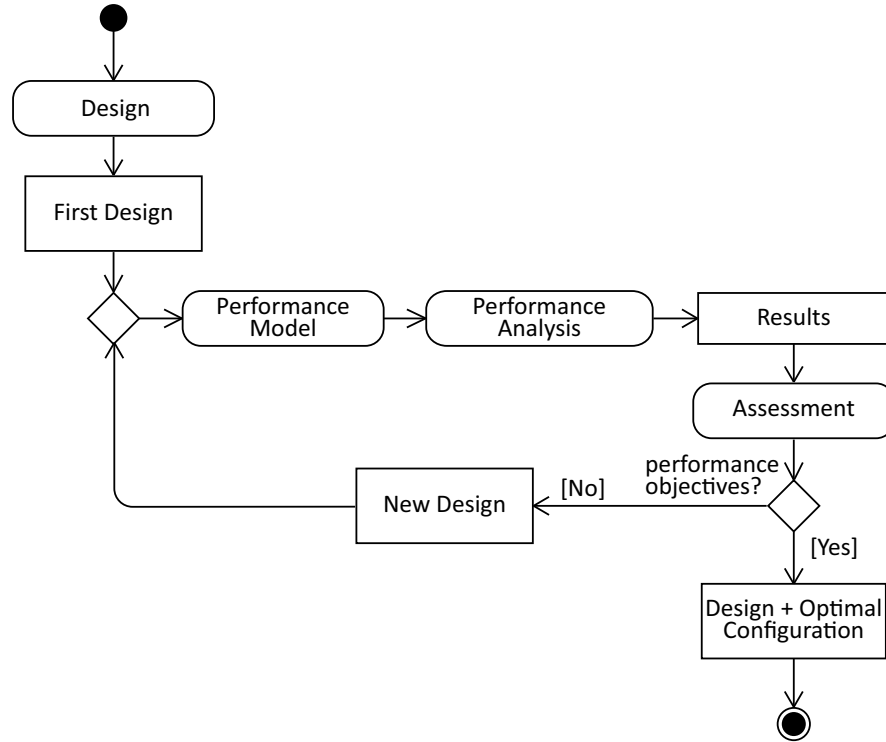 Design
First Design
Performance
Model
Performance
Analysis
Results
Assessment
performance
objectives?
[No]
New Design
[Yes]
Design + Optimal
Configuration